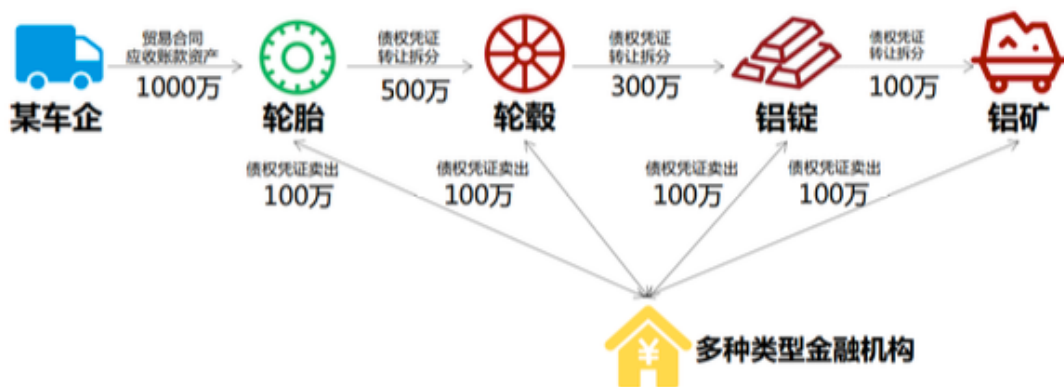 贸易合同
应收账款资产
1000万
债权凭证
转让拆分
500万
债权凭证
转让拆分
300万
债权凭证
转让拆分
100万
某车企
轮胎
轮毂
铝锭
铝矿
债权凭证卖出
100万
债权凭证卖出
100万
债权凭证卖出
100万
债权凭证卖出
100万
¥
多种类型金融机构